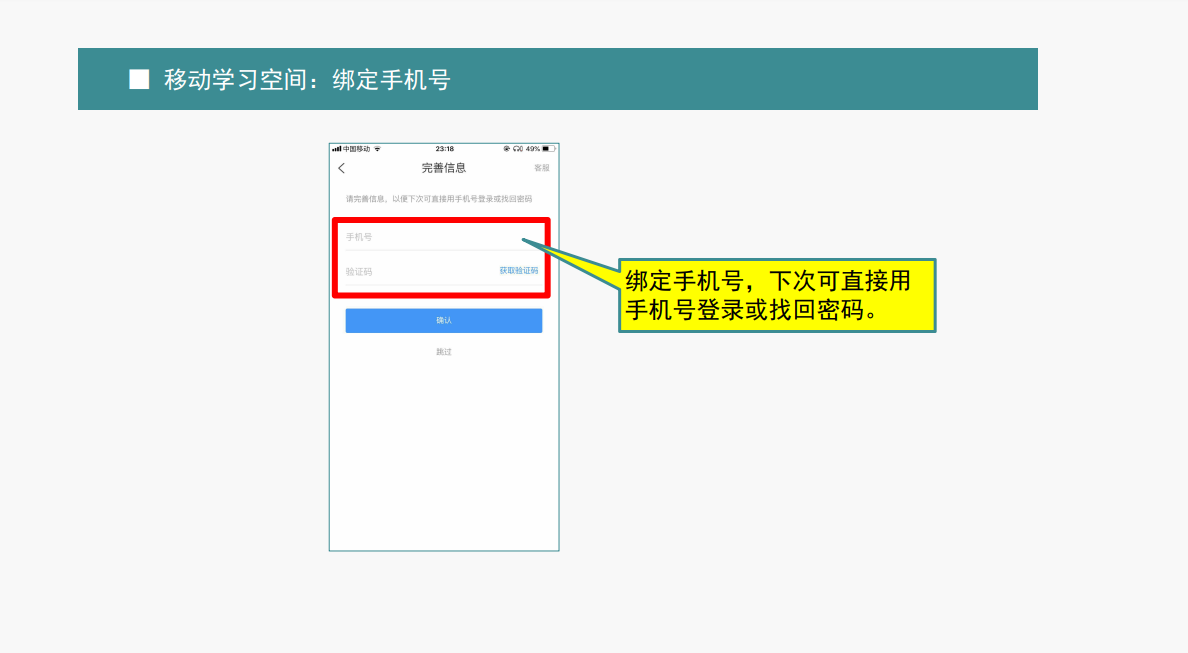 移动学习空间：绑定手机号
中国移动 23:18 49%
完善信息 客服
请完善信息，以便下次可直接用手机号登录或找回密码
手机号
验证码 获取验证码
绑定手机号，下次可直接用
手机号登录或找回密码。
确认
跳过